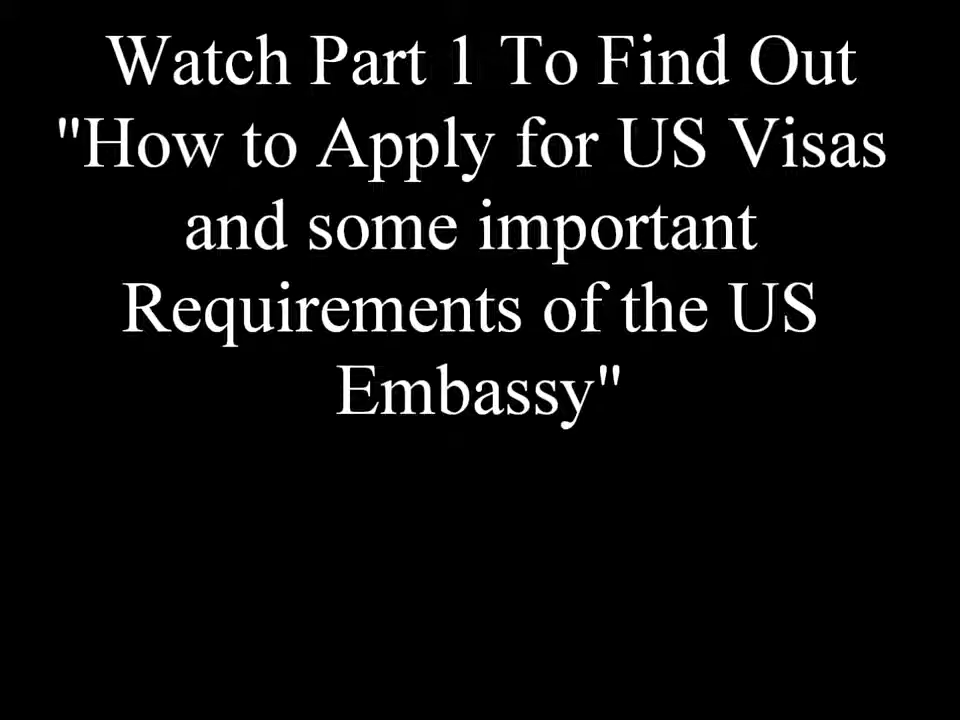 Watch Part 1 To Find Out
"How to Apply for US Visas
and some important
Requirements of the US
Embassy"